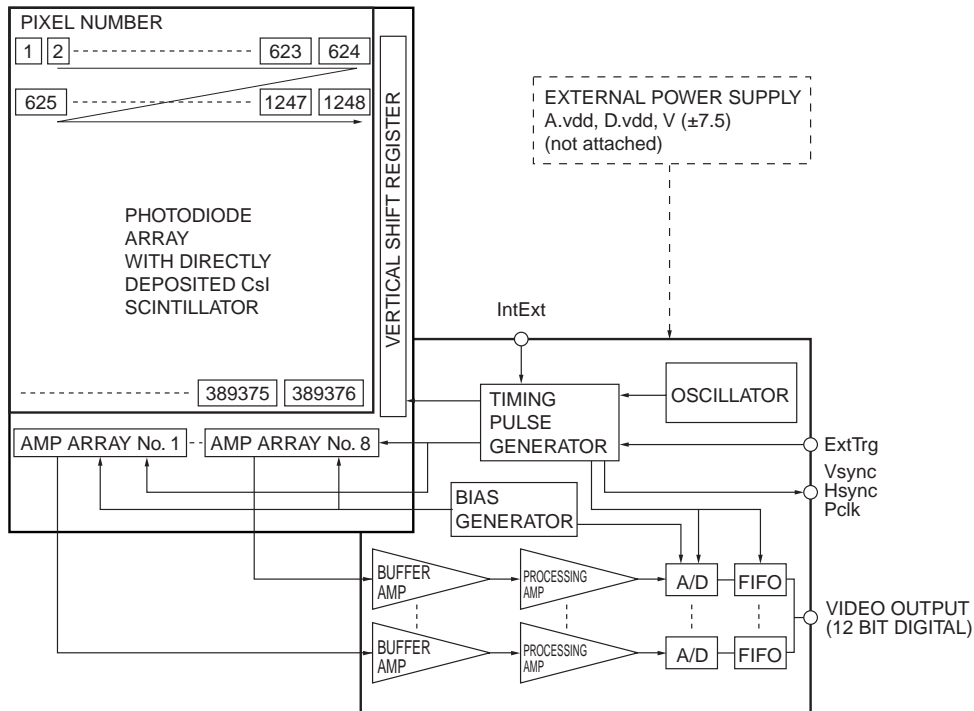 PIXEL NUMBER
1 2 623 624
625 1247 1248
PHOTODIODE
ARRAY
WITH DIRECTLY
DEPOSITED CsI
SCINTILLATOR
389375 389376
VERTICAL SHIFT REGISTER
EXTERNAL POWER SUPPLY
A.vdd, D.vdd, V (±7.5)
(not attached)
IntExt
TIMING
PULSE
GENERATOR
OSCILLATOR
AMP ARRAY No. 1
AMP ARRAY No. 8
ExtTrg
Vsync
Hsync
Pclk
BIAS
GENERATOR
BUFFER
AMP
PROCESSING
AMP
A/D
FIFO
BUFFER
AMP
PROCESSING
AMP
A/D
FIFO
VIDEO OUTPUT
(12 BIT DIGITAL)